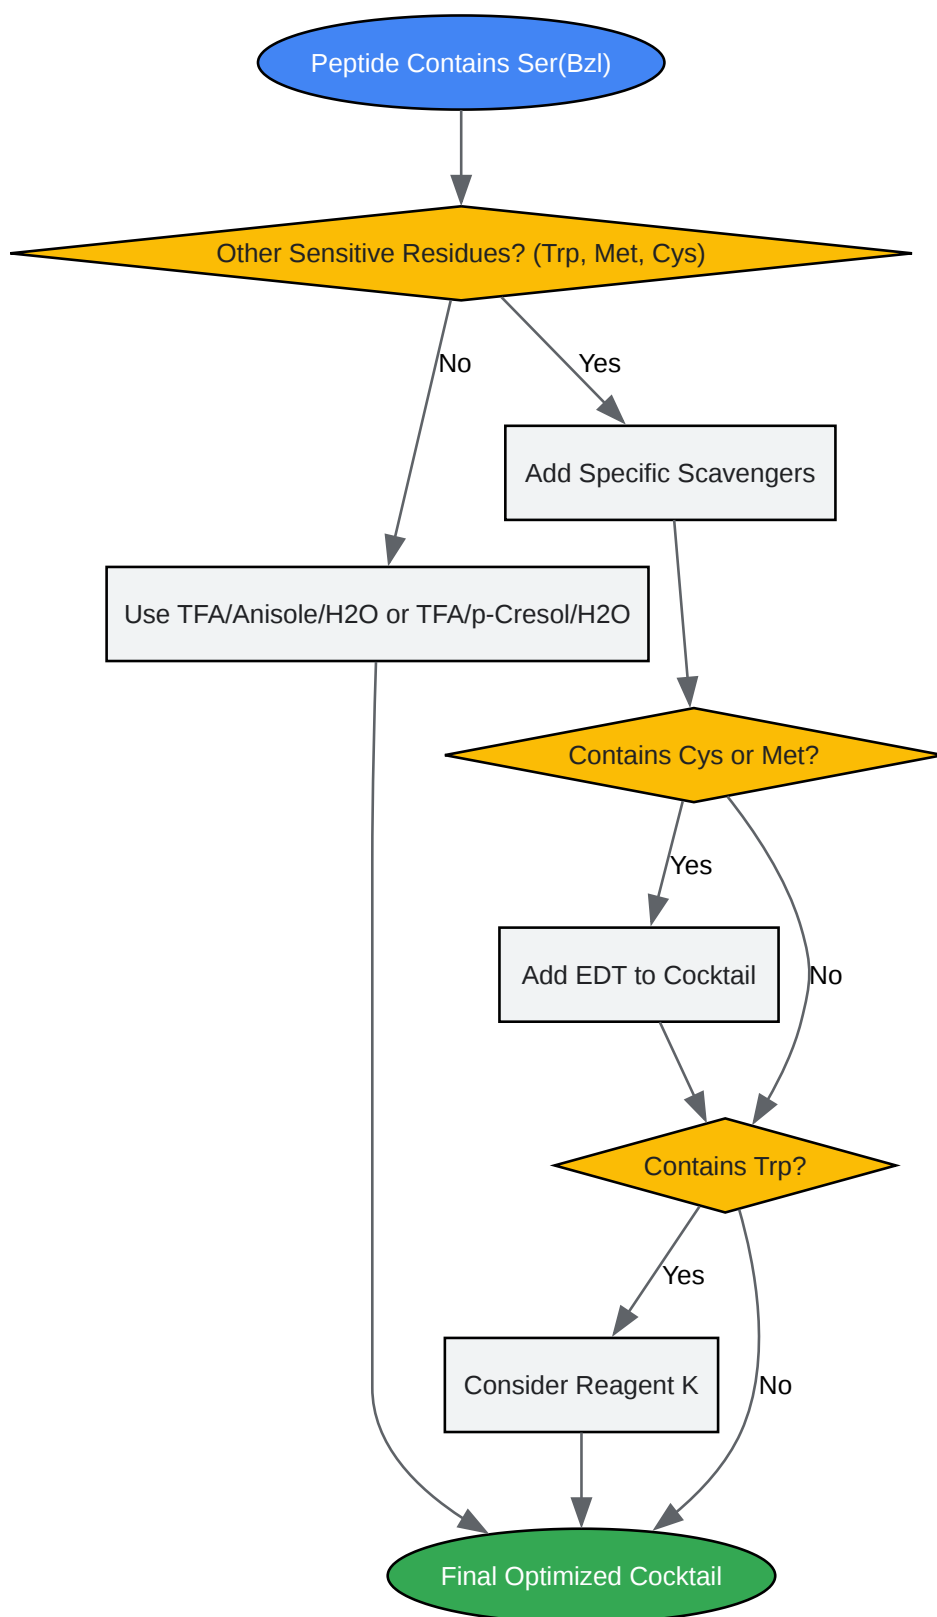 Peptide Contains Ser(Bzl)
Other Sensitive Residues? (Trp, Met, Cys)
No
Yes
Add Specific Scavengers
Use TFA/Anisole/H2O or TFA/p-Cresol/H2O
Contains Cys or Met?
Yes
Add EDT to Cocktail
No
Contains Trp?
Yes
Consider Reagent K
No
Final Optimized Cocktail